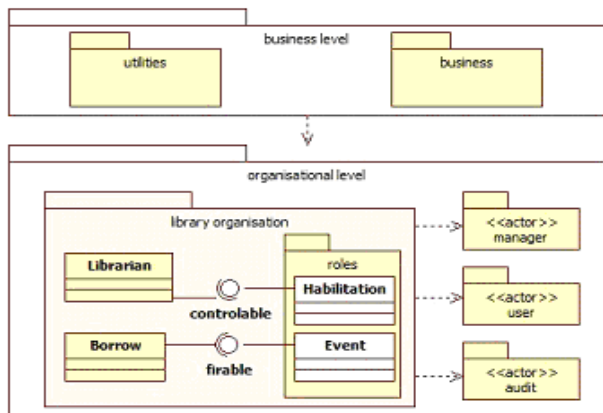 business level
utilities
business
organisational level
library organisation
<<actor>>
manager
Librarian
roles
Habilitation
controlable
<<actor>>
user
Borrow
Event
firable
<<actor>>
audit